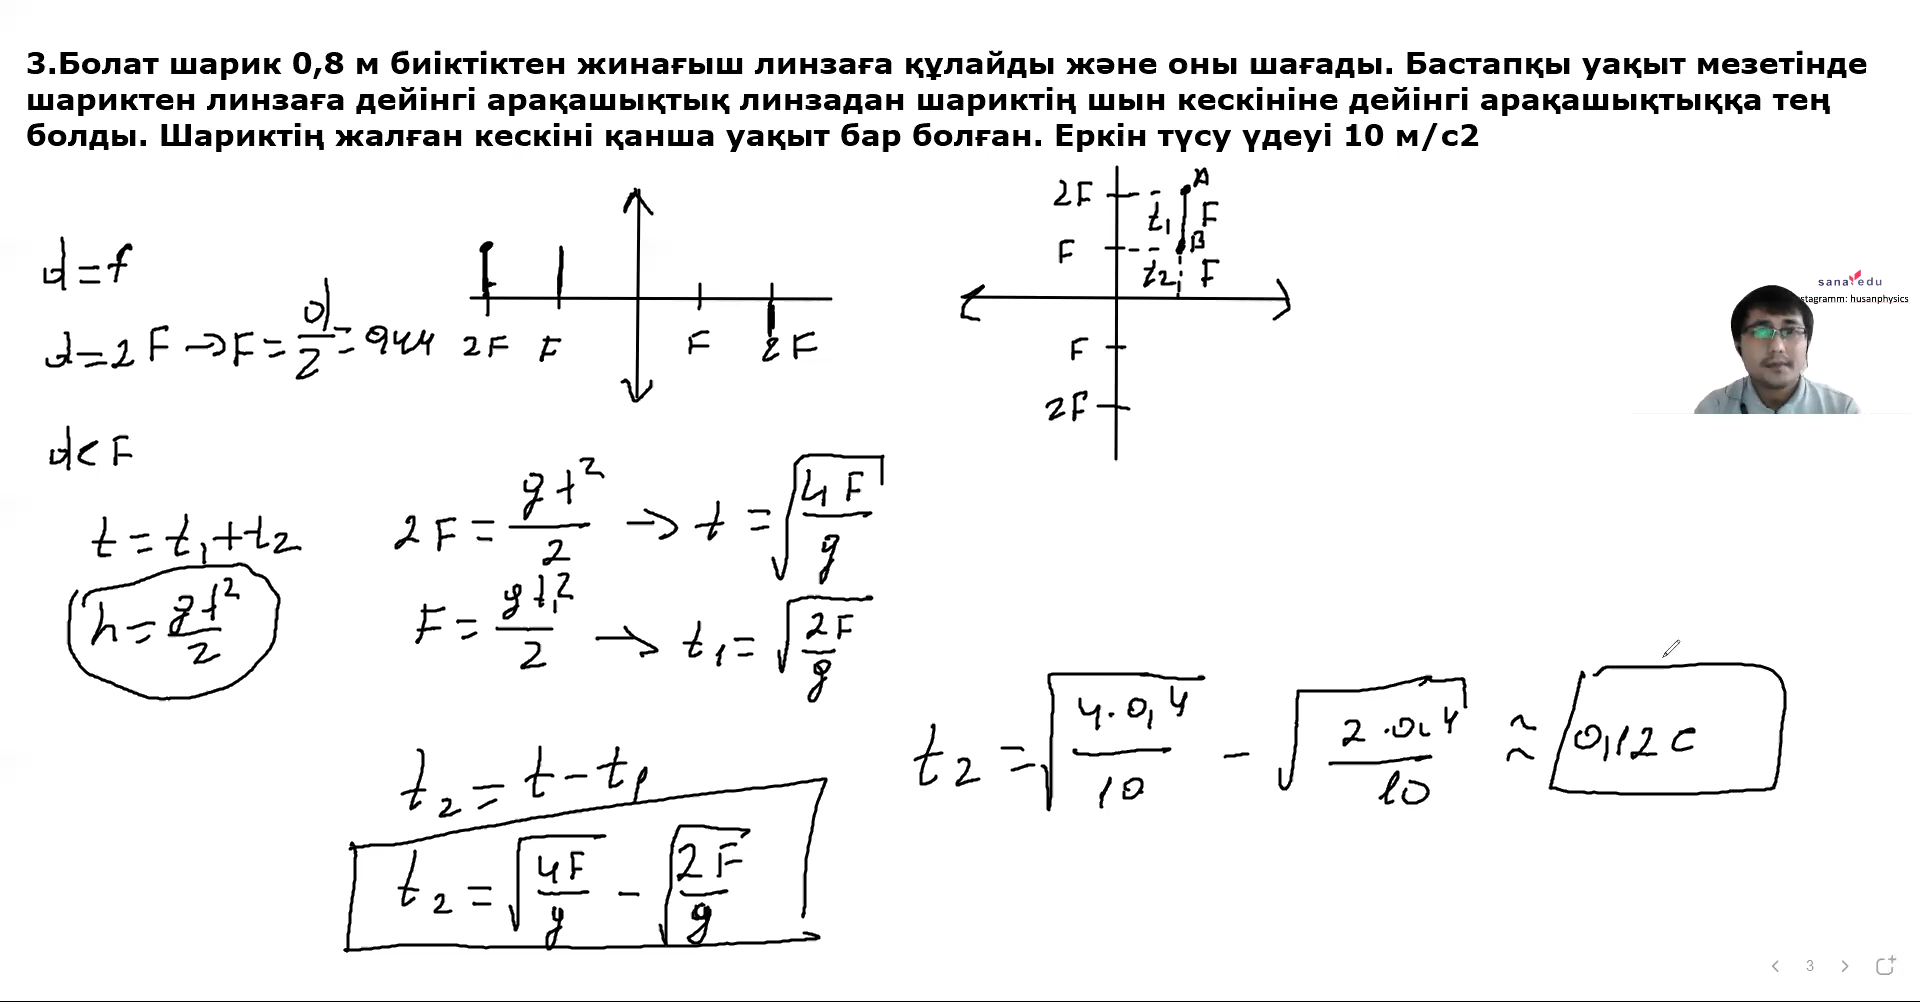 3.Болат шарик 0,8 м биіктіктен жинағыш линзаға құлайды және оны шағады. Бастапқы уақыт мезетінде
шариктен линзаға дейінгі арақашықтық линзадан шариктің шын кескініне дейінгі арақашықтыққа тең
болды. Шариктің жалған кескіні қанша уақыт бар болған. Еркін түсу үдеуі 10 м/с2
2F A
t₁ F
F B
t₂ F
d = f
sanaedu
stagramm: husanphysics
d = 2F → F = d/2 = 0,4м
2F F F 2F
F
2F
d < F
t = t₁ + t₂
2F = gt²/2 → t = √(4F/g)
h = gt²/2
F = gt₁²/2 → t₁ = √(2F/g)
t₂ = t - t₁
t₂ = √(4·0,4/10) - √(2·0,4/10) ≈ 0,12 с
t₂ = √(4F/g) - √(2F/g)
3